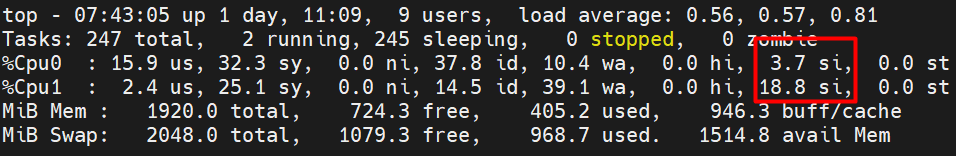 top - 07:43:05 up 1 day, 11:09,  9 users,  load average: 0.56, 0.57, 0.81
Tasks: 247 total,   2 running, 245 sleeping,   0 stopped,   0 zombie
%Cpu0  : 15.9 us, 32.3 sy,  0.0 ni, 37.8 id, 10.4 wa,  0.0 hi,  3.7 si,  0.0 st
%Cpu1  :  2.4 us, 25.1 sy,  0.0 ni, 14.5 id, 39.1 wa,  0.0 hi, 18.8 si,  0.0 st
MiB Mem :   1920.0 total,    724.3 free,    405.2 used,    946.3 buff/cache
MiB Swap:   2048.0 total,   1079.3 free,    968.7 used.   1514.8 avail Mem